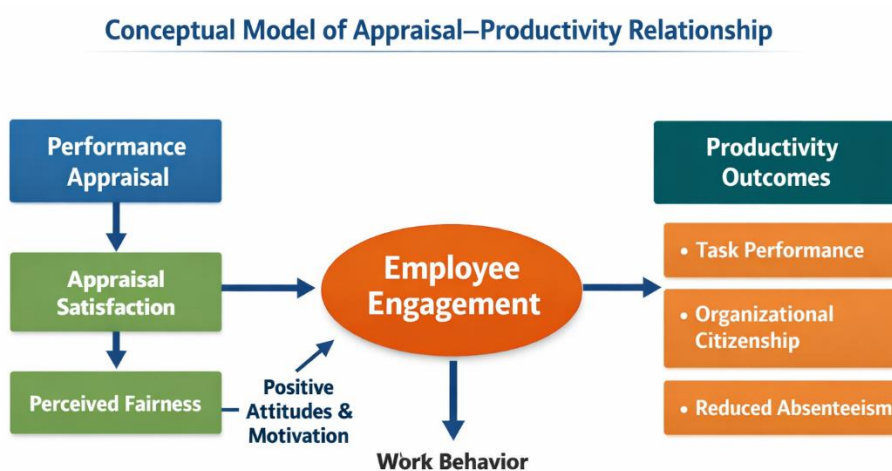 Conceptual Model of Appraisal–Productivity Relationship
Performance
Appraisal
Productivity
Outcomes
Appraisal
Satisfaction
Employee
Engagement
• Task Performance
• Organizational
Citizenship
Perceived Fairness
Positive
Attitudes &
Motivation
• Reduced Absenteeism
Work Behavior